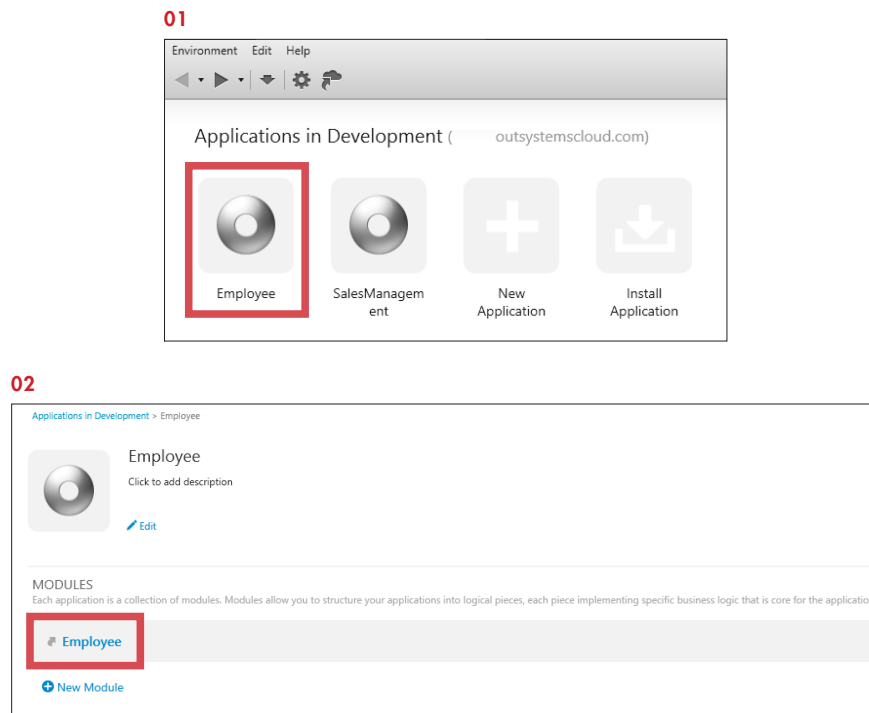 01
Environment Edit Help
Applications in Development ( outsystemscloud.com)
Employee
SalesManagem
ent
New
Application
Install
Application
02
Applications in Development > Employee
Employee
Click to add description
Edit
MODULES
Each application is a collection of modules. Modules allow you to structure your applications into logical pieces, each piece implementing specific business logic that is core for the applicatio
Employee
New Module